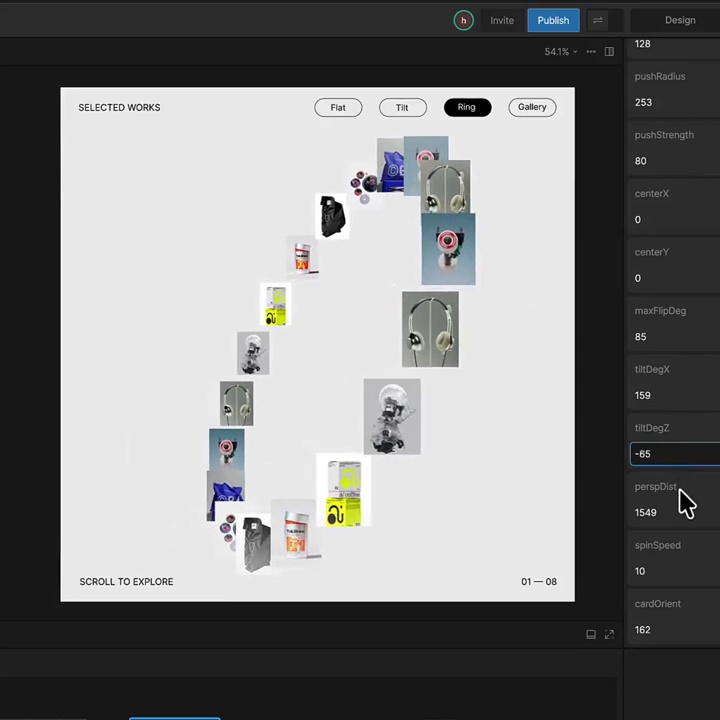 h
Invite
Publish
Design
54.1%
128
pushRadius
253
pushStrength
80
centerX
0
centerY
0
maxFlipDeg
85
tiltDegX
159
tiltDegZ
-65
perspDist
1549
spinSpeed
10
cardOrient
162
SELECTED WORKS
Flat
Tilt
Ring
Gallery
SCROLL TO EXPLORE
01 — 08